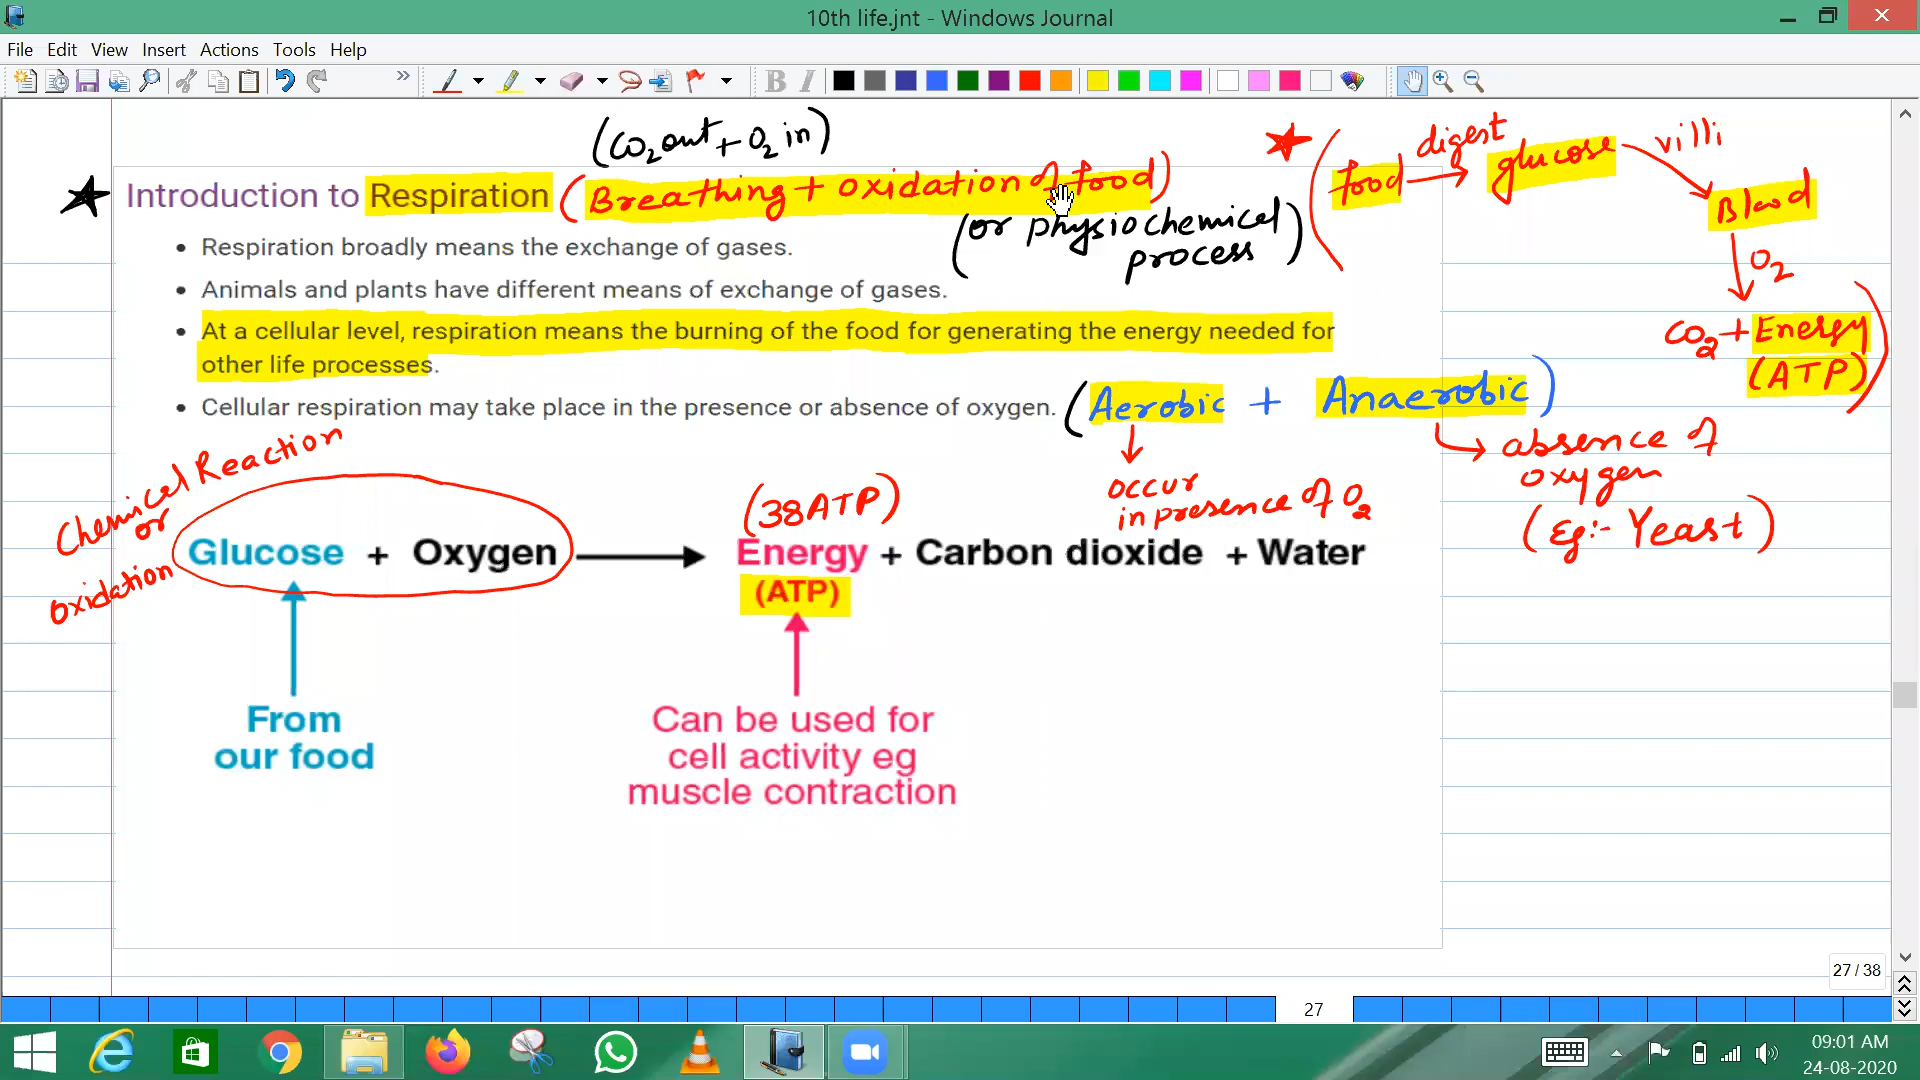 10th life.jnt - Windows Journal
File Edit View Insert Actions Tools Help
(CO2 out + O2 in)
Introduction to Respiration (Breathing + Oxidation of food)
(or physiochemical process)
food digest glucose villi
Blood
O2
CO2 + Energy
(ATP)
• Respiration broadly means the exchange of gases.
• Animals and plants have different means of exchange of gases.
• At a cellular level, respiration means the burning of the food for generating the energy needed for
other life processes.
• Cellular respiration may take place in the presence or absence of oxygen. (Aerobic + Anaerobic)
occur
in presence of O2
absence of
oxygen
(Eg:- Yeast)
Chemical Reaction
or
oxidation
(38ATP)
Glucose + Oxygen Energy + Carbon dioxide + Water
(ATP)
From
our food
Can be used for
cell activity eg
muscle contraction
27 / 38
27
09:01 AM
24-08-2020